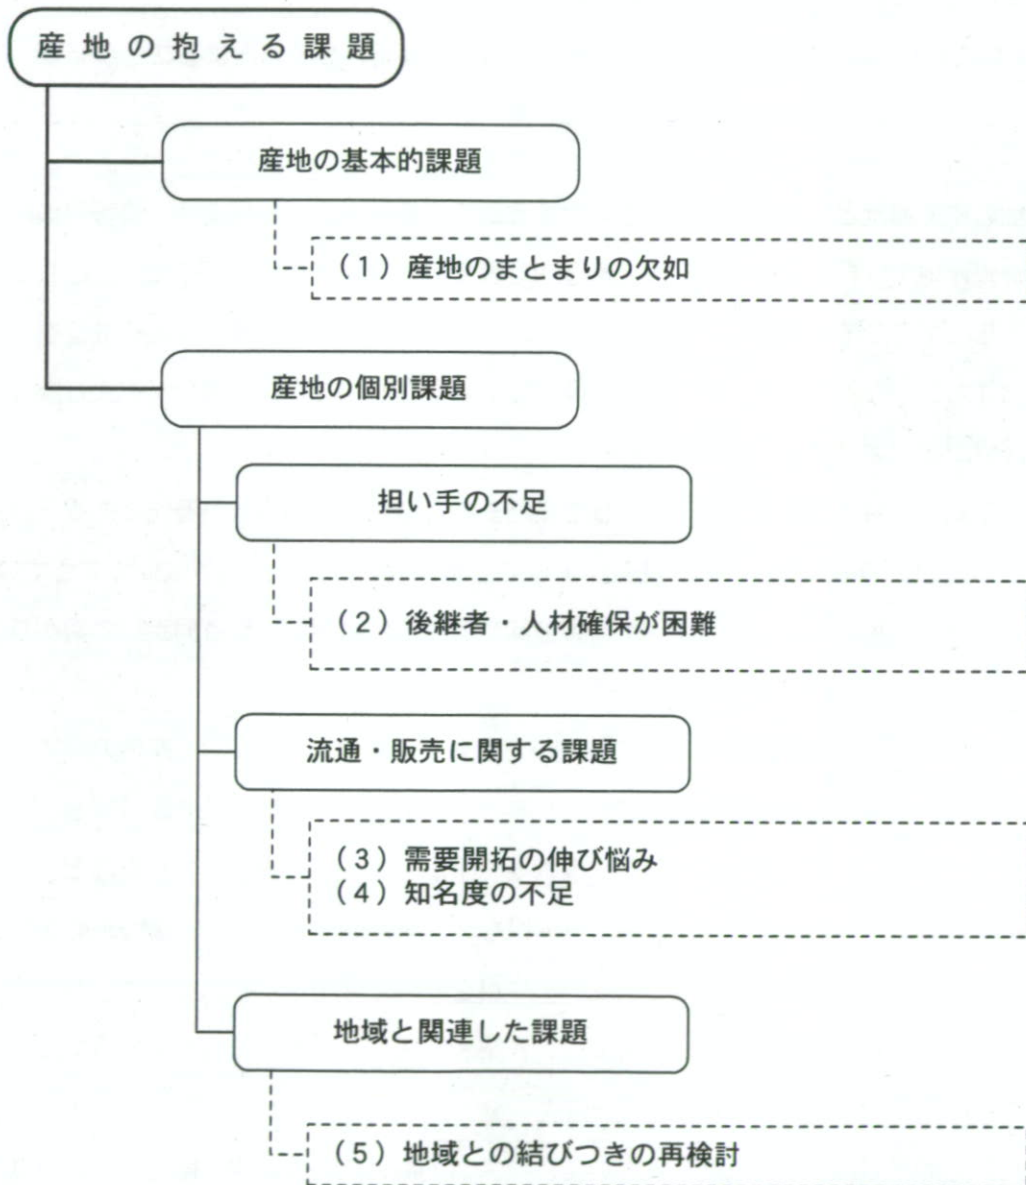 産地の抱える課題
産地の基本的課題
(1)産地のまとまりの欠如
産地の個別課題
担い手の不足
(2)後継者・人材確保が困難
流通・販売に関する課題
(3)需要開拓の伸び悩み
(4)知名度の不足
地域と関連した課題
(5)地域との結びつきの再検討